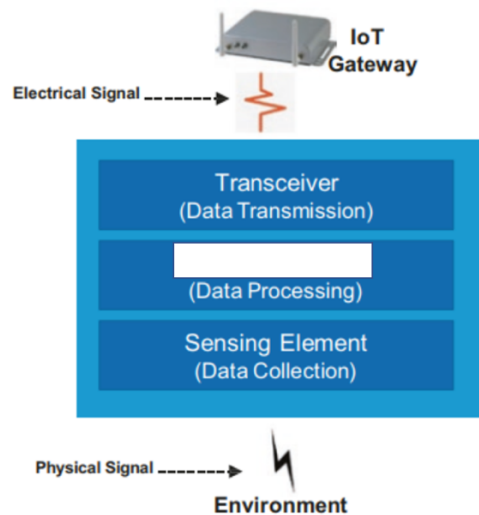 IoT
Gateway
Electrical Signal
Transceiver
(Data Transmission)
(Data Processing)
Sensing Element
(Data Collection)
Physical Signal
Environment